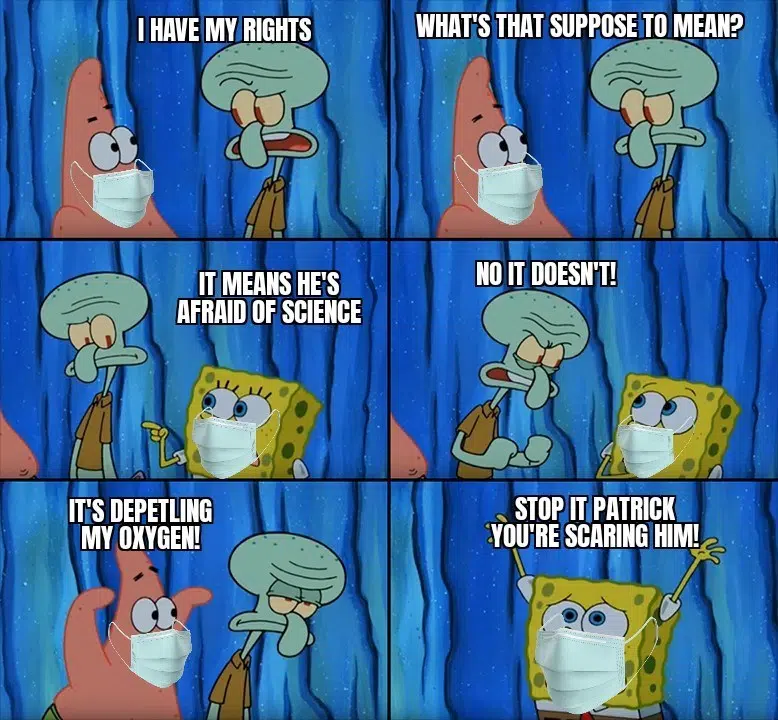 I HAVE MY RIGHTS
WHAT'S THAT SUPPOSE TO MEAN?
IT MEANS HE'S
AFRAID OF SCIENCE
NO IT DOESN'T!
IT'S DEPETLING
MY OXYGEN!
STOP IT PATRICK
YOU'RE SCARING HIM!